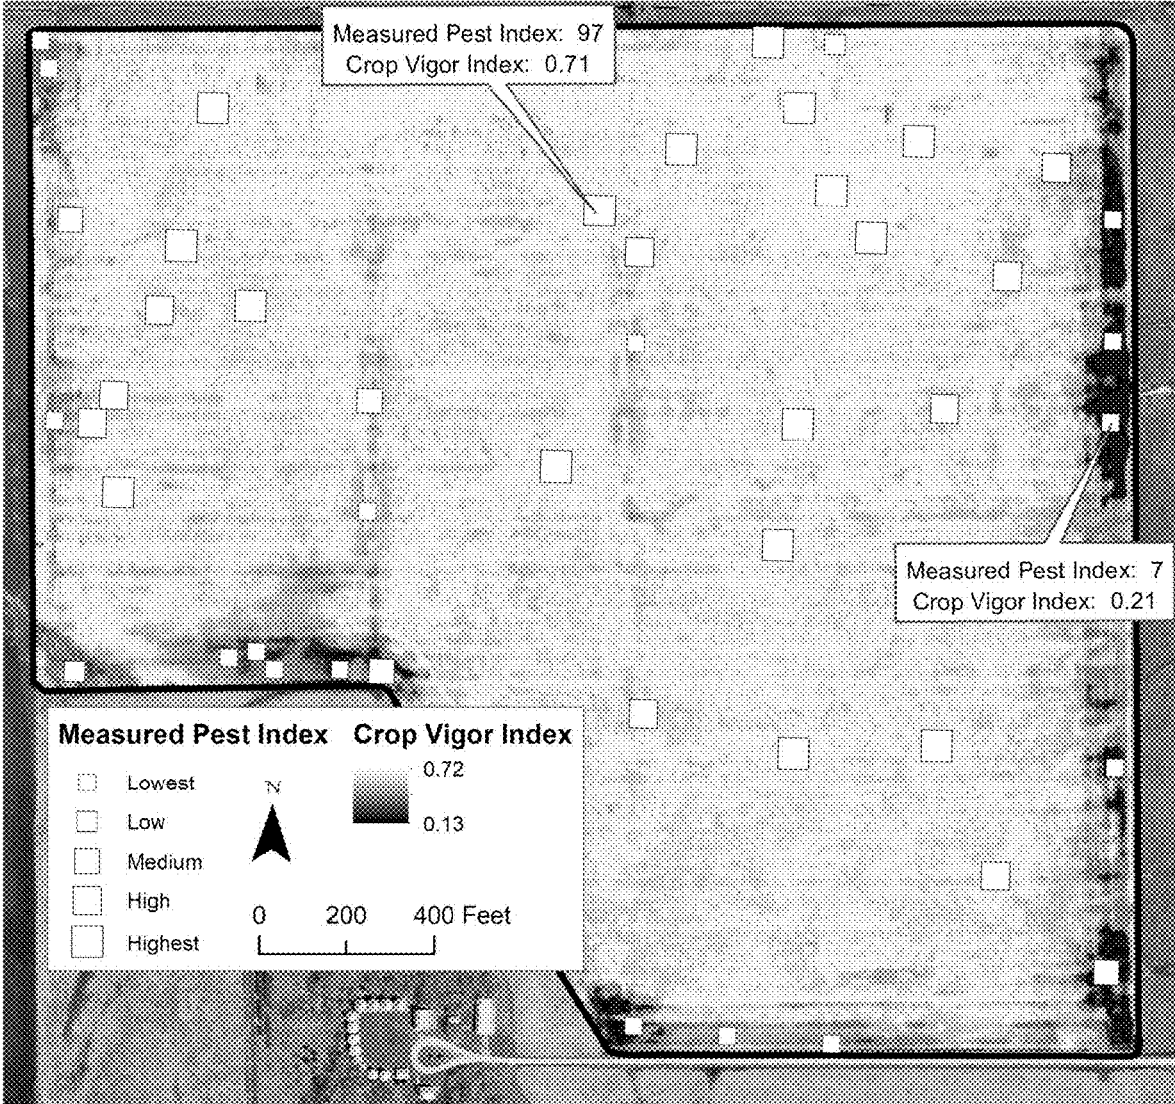 Measured Pest Index: 97
Crop Vigor Index: 0.71
Measured Pest Index: 7
Crop Vigor Index: 0.21
Measured Pest Index
Lowest
Low
Medium
High
Highest
N
Crop Vigor Index
0.72
0.13
0 200 400 Feet